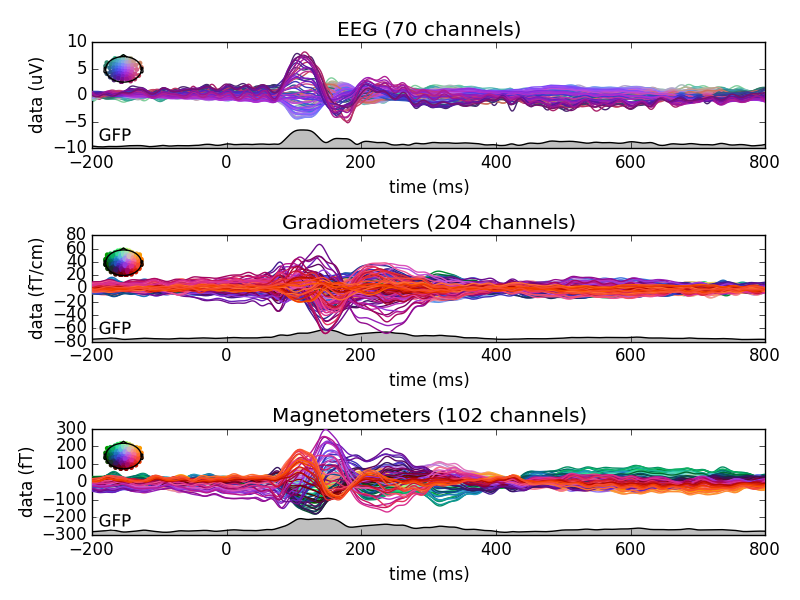 EEG (70 channels)
10
5
0
−5
−10
data (uV)
GFP
−200 0 200 400 600 800
time (ms)
Gradiometers (204 channels)
80
60
40
20
0
−20
−40
−60
−80
data (fT/cm)
GFP
−200 0 200 400 600 800
time (ms)
Magnetometers (102 channels)
300
200
100
0
−100
−200
−300
data (fT)
GFP
−200 0 200 400 600 800
time (ms)